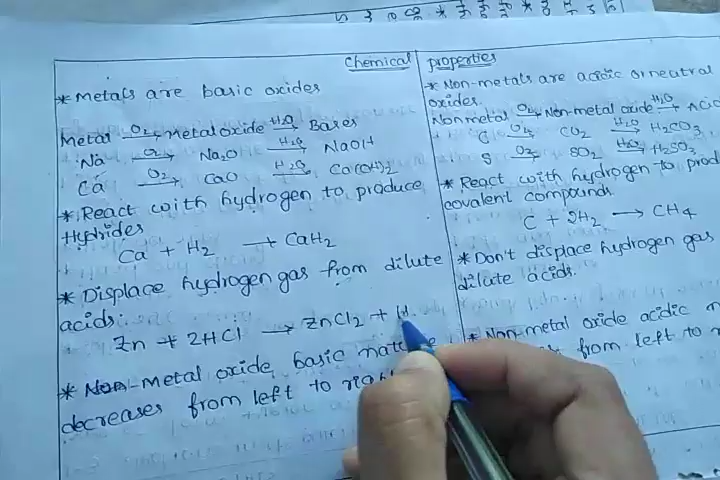 Chemical properties
* Metals are basic oxides
Metal O2→ Metal oxide H2O→ Bases
Na O2→ Na2O H2O→ NaOH
Ca O2→ CaO H2O→ Ca(OH)2
* React with hydrogen to produce
Hydrides
Ca + H2 → CaH2
* Displace hydrogen gas from dilute
acids.
Zn + 2HCl → ZnCl2 + H
* Non-metal oxide, basic nature
decreases from left to right
* Non-metals are acidic or neutral
oxides.
Nonmetal O2→ Non-metal oxide H2O→ Acid
C O2→ CO2 H2O→ H2CO3
S O2→ SO2 H2O→ H2SO3
* React with hydrogen to prod
covalent compounds
C + 2H2 → CH4
* Don't displace hydrogen gas
dilute acids.
* Non-metal oxide acidic n
from left to